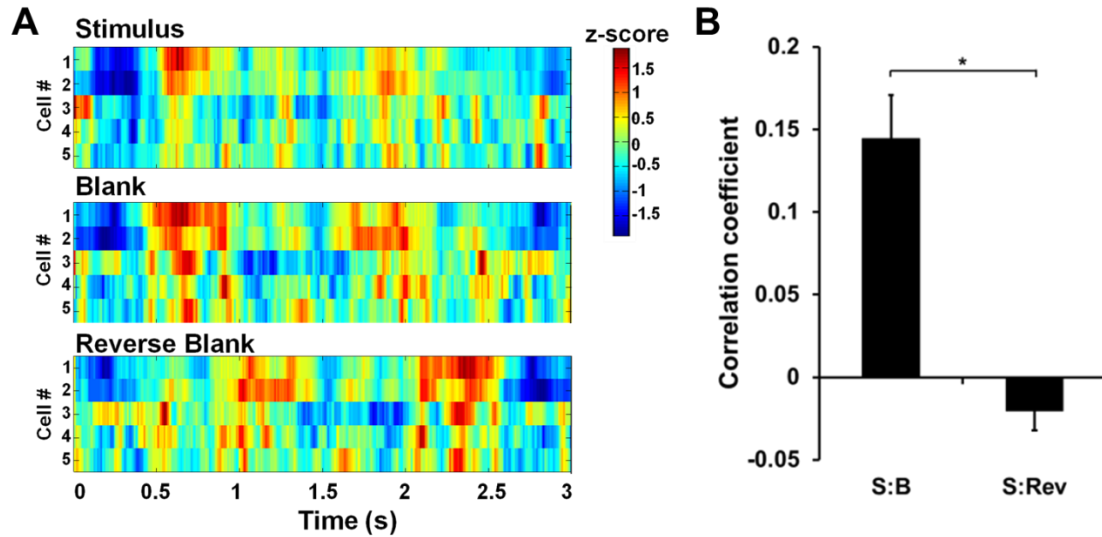 A
Stimulus
Cell #
1
2
3
4
5
Blank
Cell #
1
2
3
4
5
Reverse Blank
Cell #
1
2
3
4
5
0 0.5 1 1.5 2 2.5 3
Time (s)
z-score
1.5
1
0.5
0
-0.5
-1
-1.5
B
Correlation coefficient
0.2
0.15
0.1
0.05
0
-0.05
*
S:B S:Rev